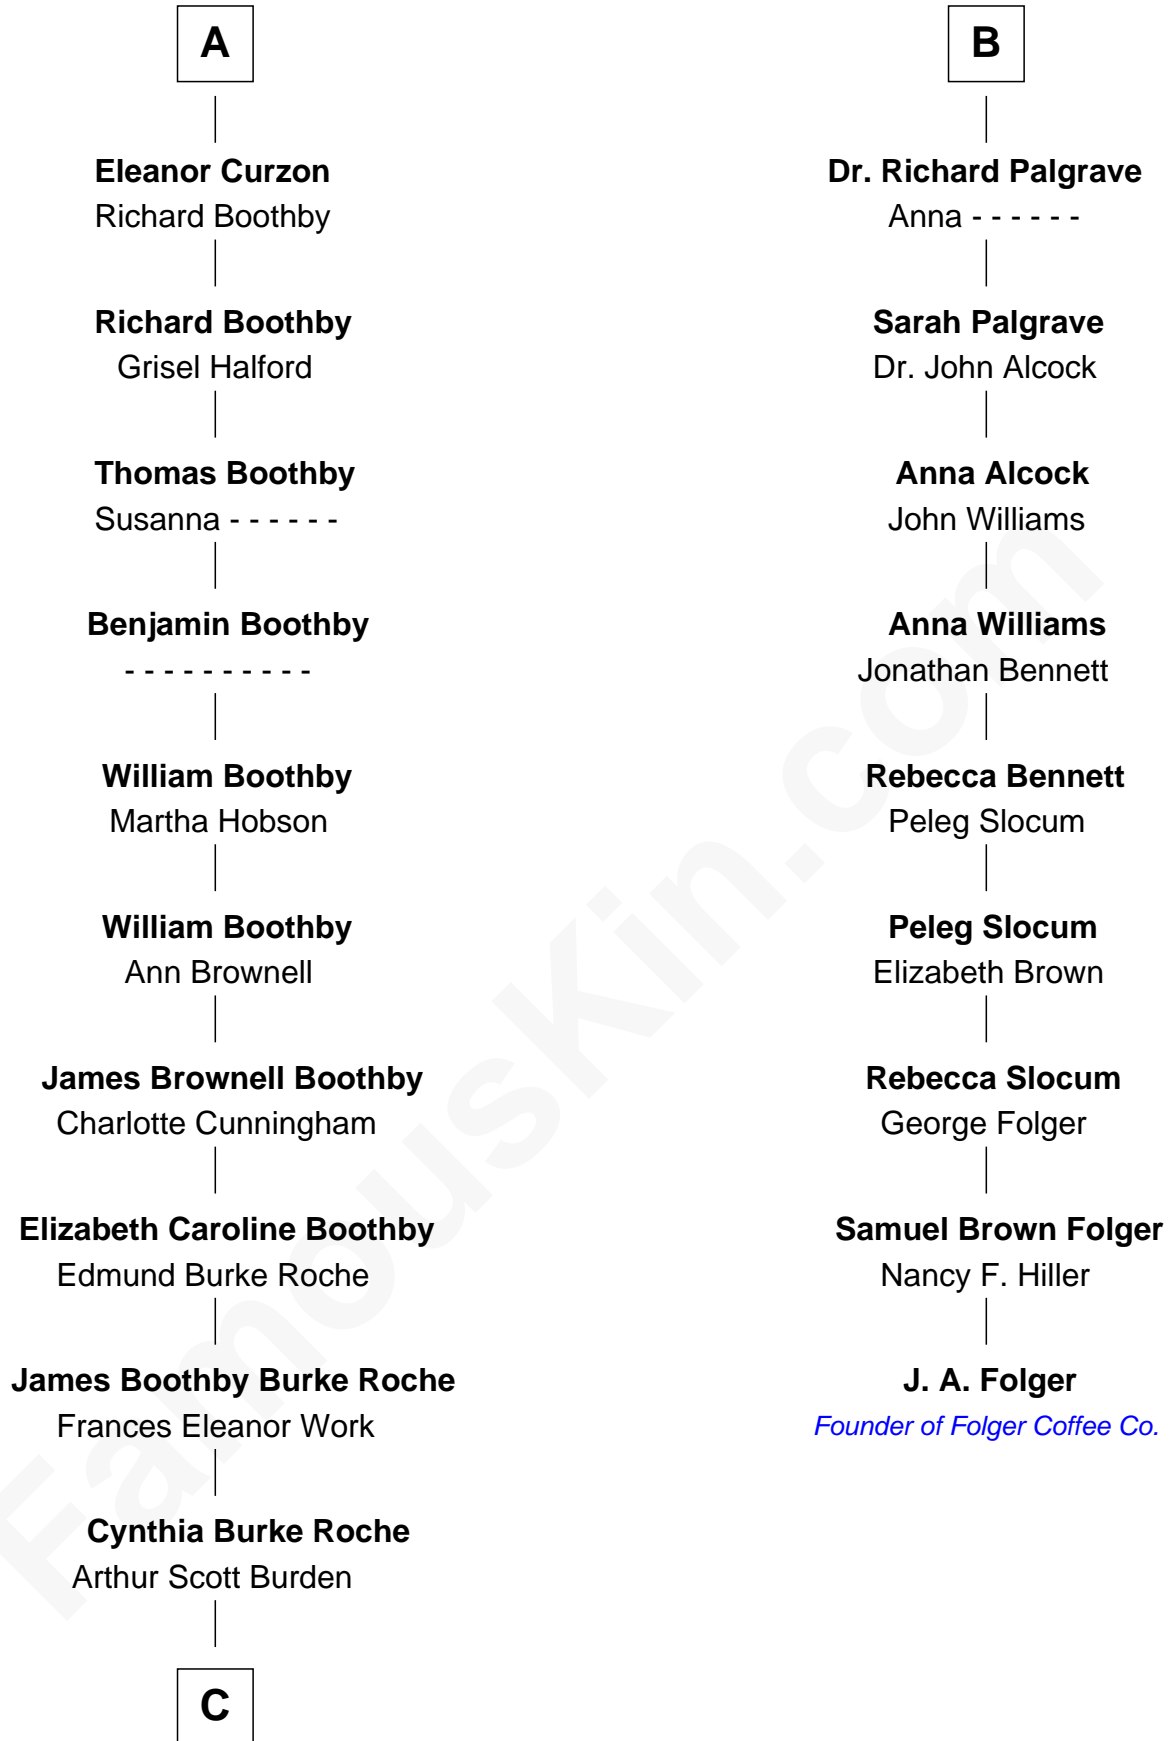 A
Eleanor Curzon
Richard Boothby
Richard Boothby
Grisel Halford
Thomas Boothby
Susanna - - - - - -
Benjamin Boothby
- - - - - - - - - -
William Boothby
Martha Hobson
William Boothby
Ann Brownell
James Brownell Boothby
Charlotte Cunningham
Elizabeth Caroline Boothby
Edmund Burke Roche
James Boothby Burke Roche
Frances Eleanor Work
Cynthia Burke Roche
Arthur Scott Burden
C
B
Dr. Richard Palgrave
Anna - - - - - -
Sarah Palgrave
Dr. John Alcock
Anna Alcock
John Williams
Anna Williams
Jonathan Bennett
Rebecca Bennett
Peleg Slocum
Peleg Slocum
Elizabeth Brown
Rebecca Slocum
George Folger
Samuel Brown Folger
Nancy F. Hiller
J. A. Folger
Founder of Folger Coffee Co.
FamousKin.com